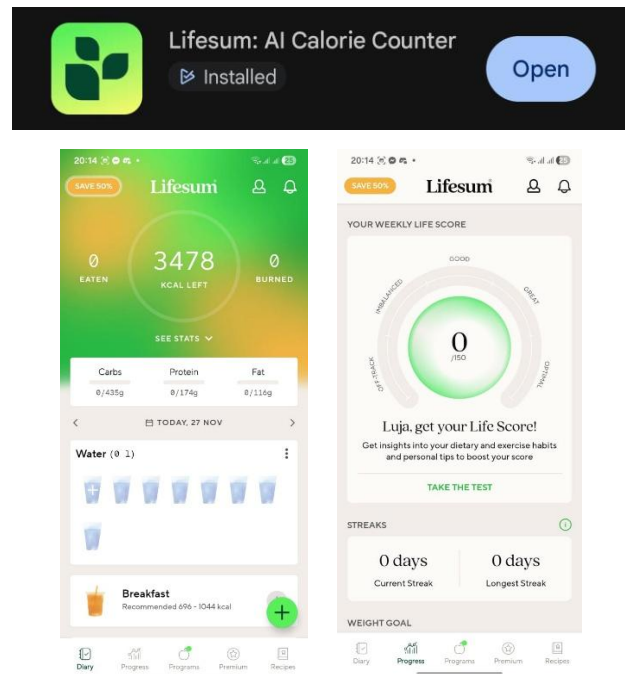 Lifesum: AI Calorie Counter
Installed
Open
20:14
25
SAVE 50%
Lifesum
0
EATEN
3478
KCAL LEFT
0
BURNED
SEE STATS
Carbs
Protein
Fat
0/435g
0/174g
0/116g
TODAY, 27 NOV
Water (0 l)
Breakfast
Recommended 696 - 1044 kcal
Diary
Progress
Programs
Premium
Recipes
20:14
25
SAVE 50%
Lifesum
YOUR WEEKLY LIFE SCORE
OFF-TRACK
IMBALANCED
GOOD
GREAT
OPTIMAL
0
/150
Luja, get your Life Score!
Get insights into your dietary and exercise habits
and personal tips to boost your score
TAKE THE TEST
STREAKS
0 days
Current Streak
0 days
Longest Streak
WEIGHT GOAL
Diary
Progress
Programs
Premium
Recipes